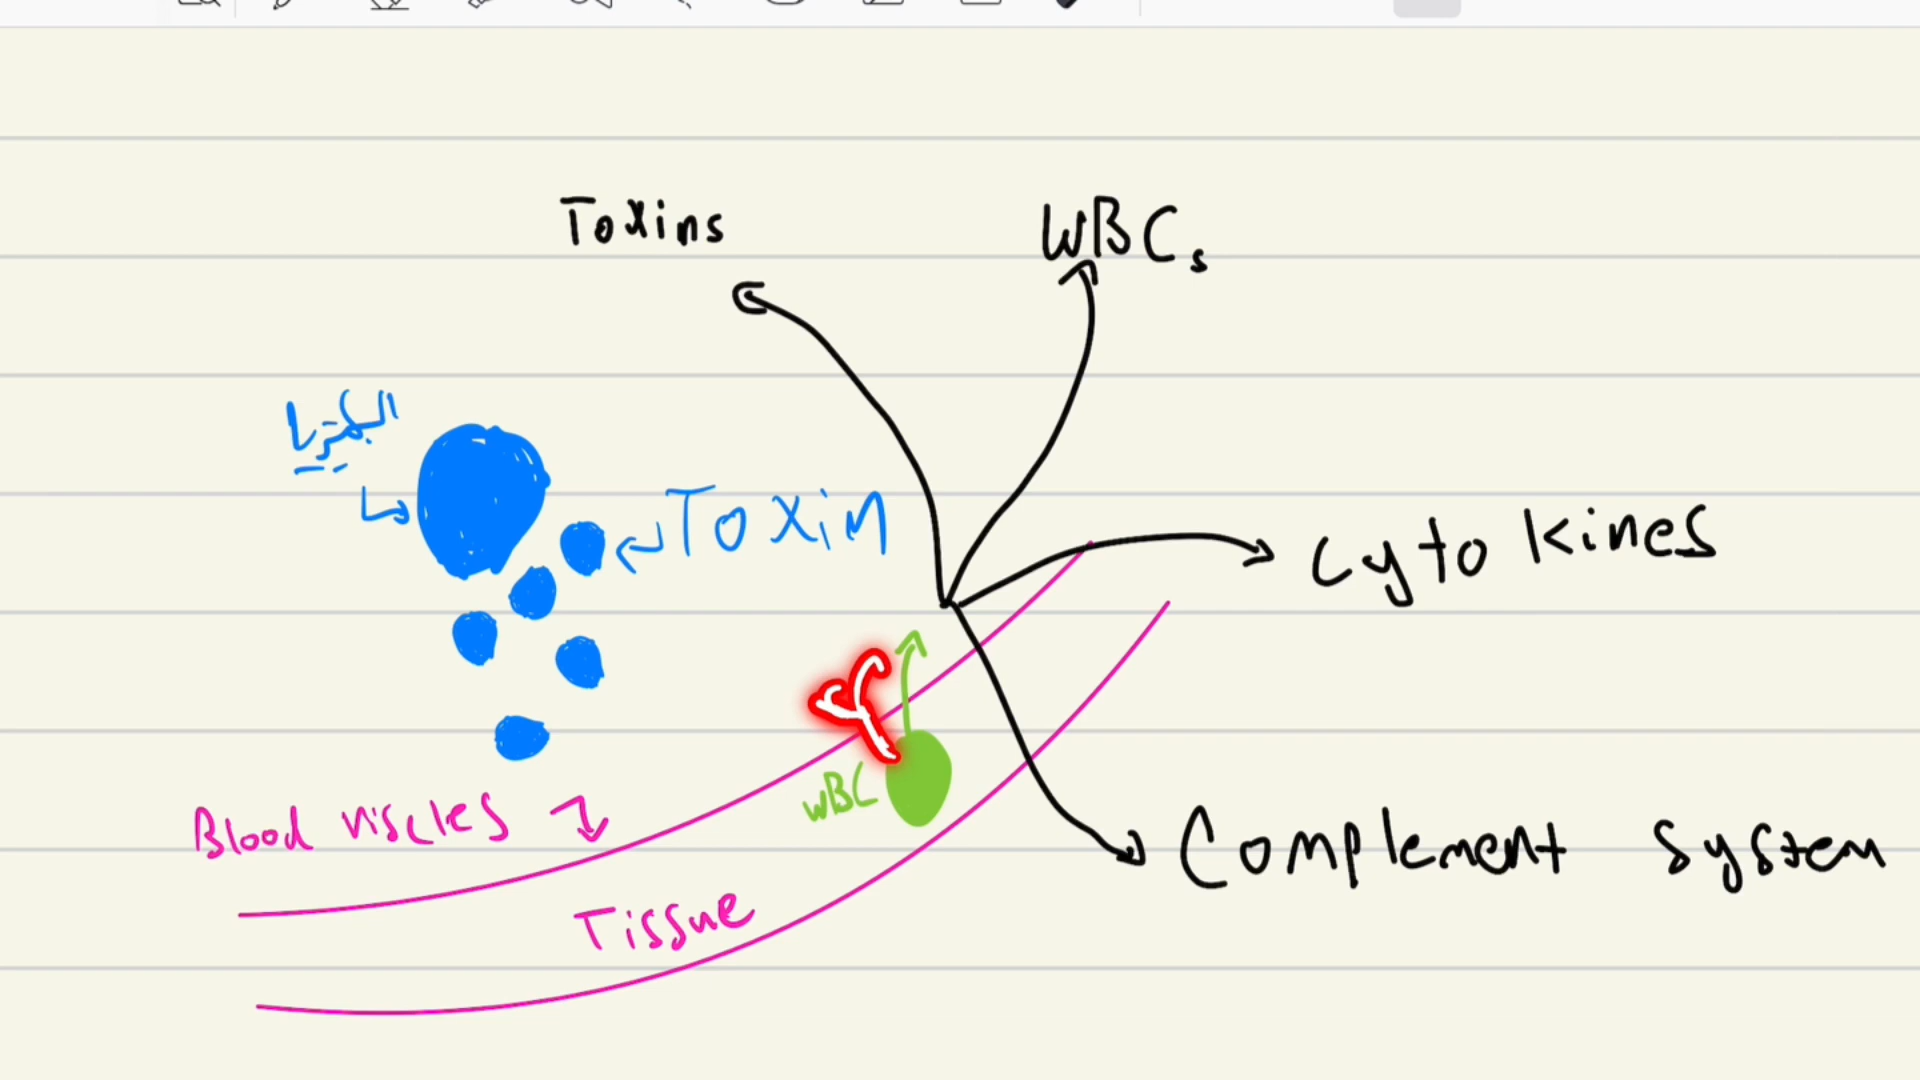 Toxins
WBCs
البكتريا
Toxin
Cytokines
WBC
Blood viscles
Complement system
Tissue